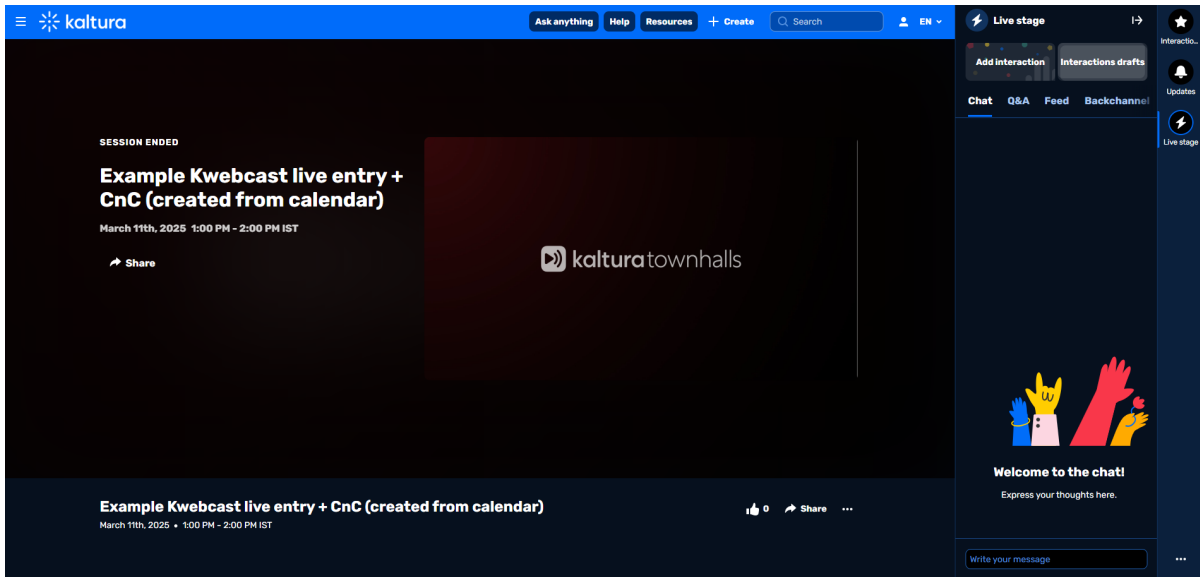 kaltura
Ask anything
Help
Resources
+ Create
Search
EN
SESSION ENDED
Example Kwebcast live entry +
CnC (created from calendar)
March 11th, 2025 1:00 PM - 2:00 PM IST
Share
kaltura townhalls
Example Kwebcast live entry + CnC (created from calendar)
March 11th, 2025 • 1:00 PM - 2:00 PM IST
0
Share
...
Live stage
Add interaction
Interactions drafts
Chat
Q&A
Feed
Backchannel
Welcome to the chat!
Express your thoughts here.
Write your message
Interactio...
Updates
Live stage
...